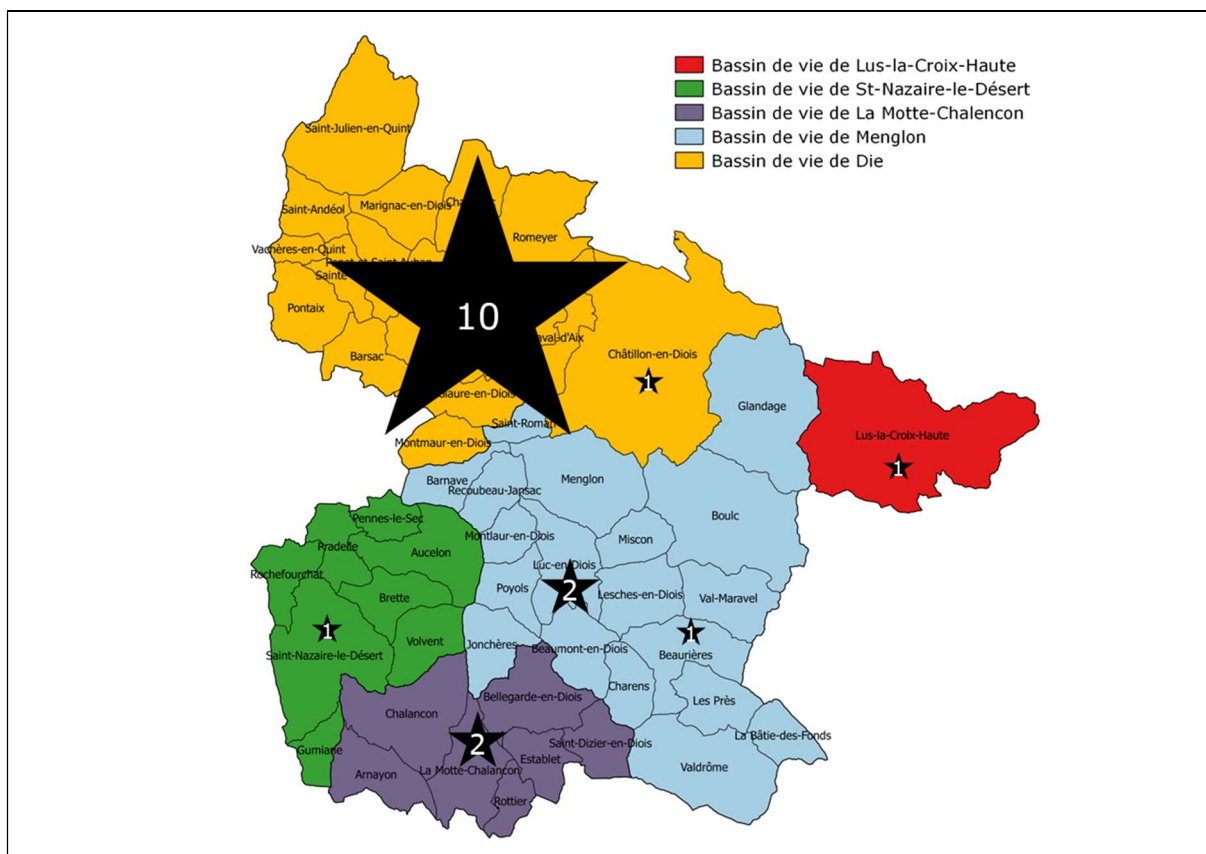 Bassin de vie de Lus-la-Croix-Haute
Bassin de vie de St-Nazaire-le-Désert
Bassin de vie de La Motte-Chalencon
Bassin de vie de Menglon
Bassin de vie de Die
Saint-Julien-en-Quint
Saint-Andéol
Marignac-en-Diois
Romeyer
Vachères-en-Quint
Sainte
Pontaix
10
Barsac
Châtillon-en-Diois
1
Glandage
Saint-Roman
Montmaur-en-Diois
Lus-la-Croix-Haute
1
Barnave
Recoubeau-Jansac
Menglon
Boulc
Pennes-le-Sec
Pradelle
Aucelon
Montlaur-en-Diois
Miscon
Rochefourchat
Luc-en-Diois
2
Brette
Poyols
Lesches-en-Diois
Val-Maravel
1
Volvent
1
Saint-Nazaire-le-Désert
Jonchères
Beaumont-en-Diois
Beaurières
Charens
Bellegarde-en-Diois
Les Près
Chalancon
La Bâtie-des-Fonds
2
Saint-Dizier-en-Diois
Gumiane
Establet
Valdrôme
Arnayon
La Motte-Chalancon
Rottier